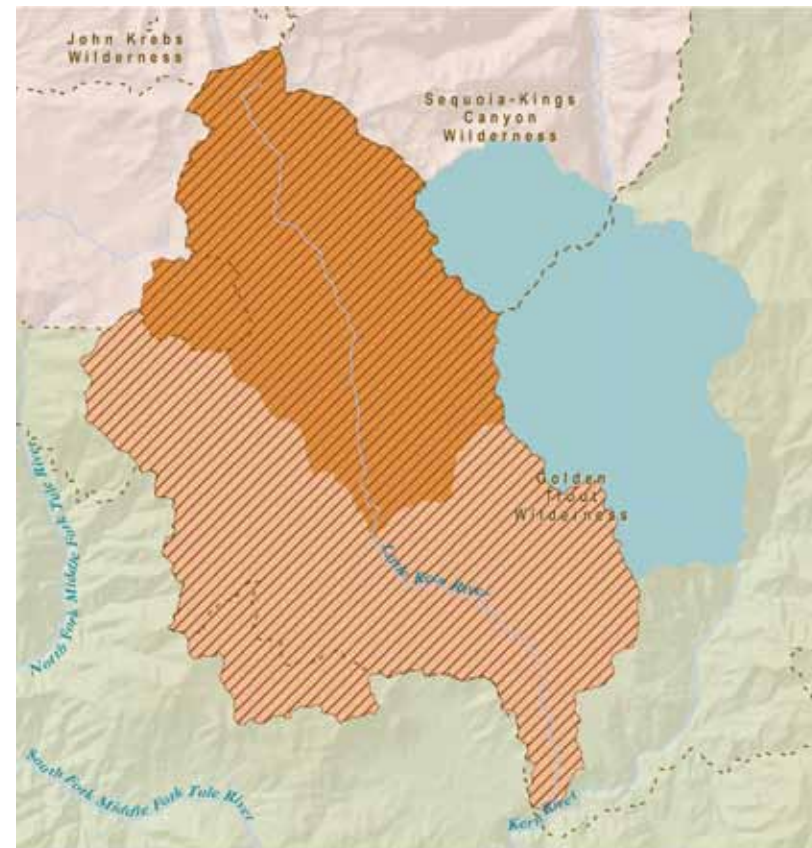 John Krebs
Wilderness
Sequoia-Kings
Canyon
Wilderness
Golden
Trout
Wilderness
Little Kern River
North Fork Middle Fork Tule River
South Fork Middle Fork Tule River
Kern River